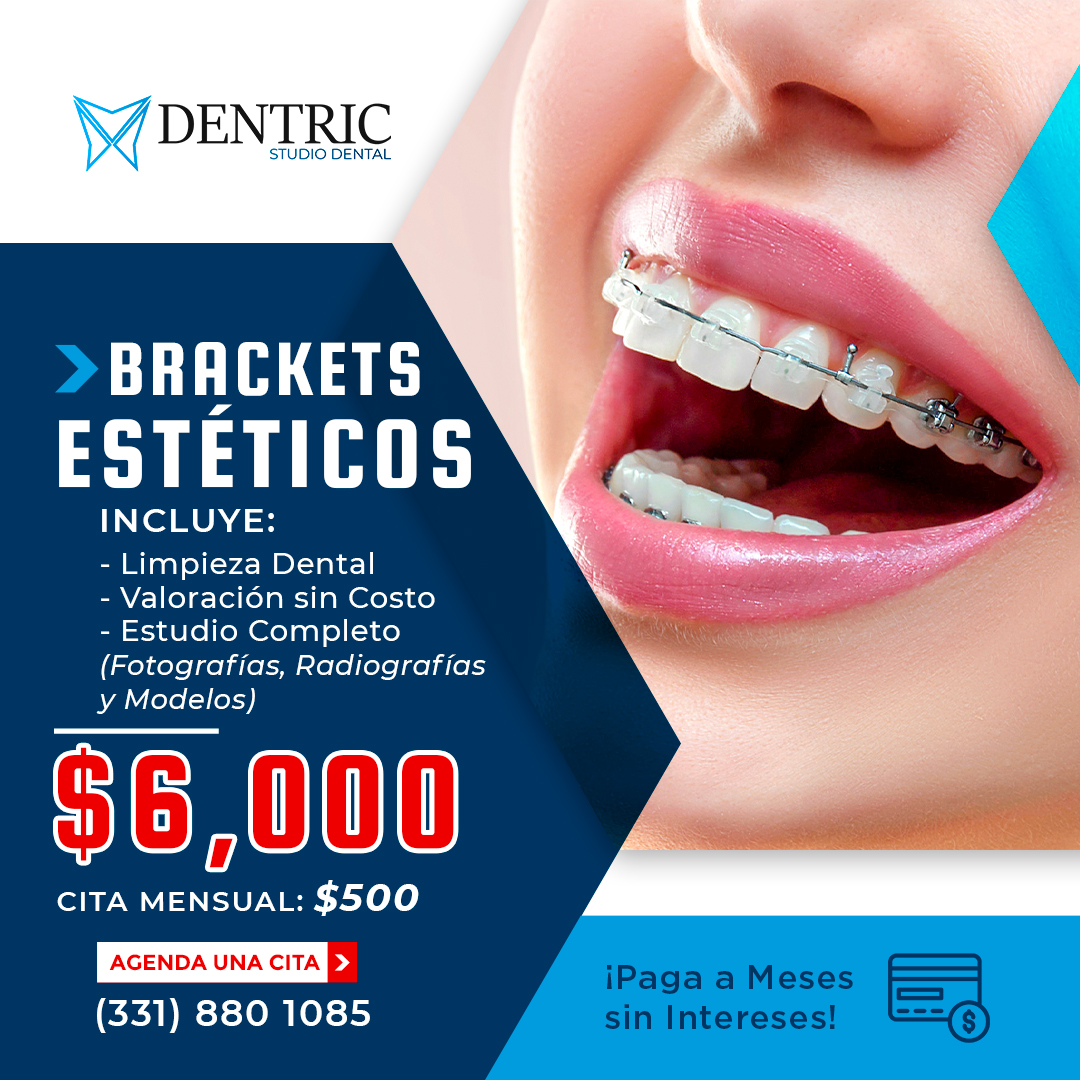 DENTRIC
STUDIO DENTAL
BRACKETS
ESTÉTICOS
INCLUYE:
- Limpieza Dental
- Valoración sin Costo
- Estudio Completo
(Fotografías, Radiografías
y Modelos)
$6,000
CITA MENSUAL: $500
AGENDA UNA CITA
(331) 880 1085
¡Paga a Meses
sin Intereses!
$